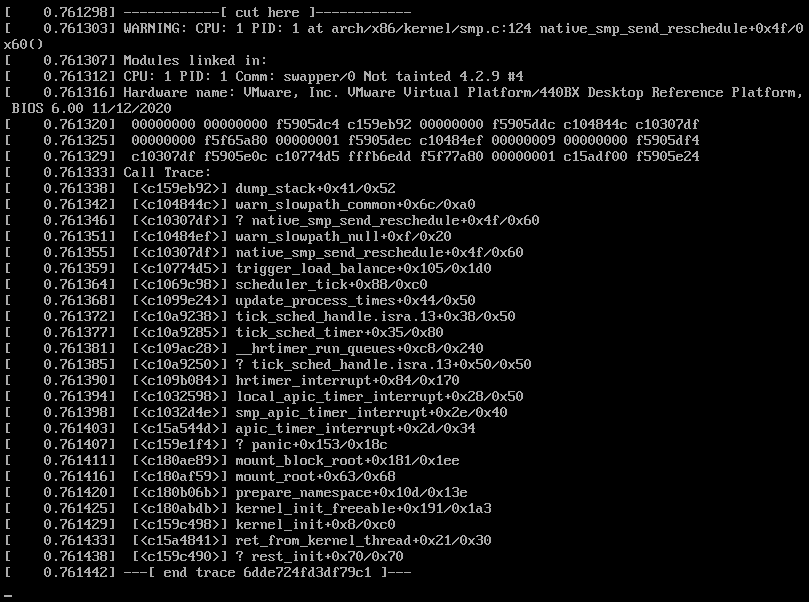 [    0.761298] ------------[ cut here ]------------
[    0.761303] WARNING: CPU: 1 PID: 1 at arch/x86/kernel/smp.c:124 native_smp_send_reschedule+0x4f/0
x60()
[    0.761307] Modules linked in:
[    0.761312] CPU: 1 PID: 1 Comm: swapper/0 Not tainted 4.2.9 #4
[    0.761316] Hardware name: VMware, Inc. VMware Virtual Platform/440BX Desktop Reference Platform,
 BIOS 6.00 11/12/2020
[    0.761320]  00000000 00000000 f5905dc4 c159eb92 00000000 f5905ddc c104844c c10307df
[    0.761325]  00000000 f5f65a80 00000001 f5905dec c10484ef 00000009 00000000 f5905df4
[    0.761329]  c10307df f5905e0c c10774d5 fffb6edd f5f77a80 00000001 c15adf00 f5905e24
[    0.761333] Call Trace:
[    0.761338]  [<c159eb92>] dump_stack+0x41/0x52
[    0.761342]  [<c104844c>] warn_slowpath_common+0x6c/0xa0
[    0.761346]  [<c10307df>] ? native_smp_send_reschedule+0x4f/0x60
[    0.761351]  [<c10484ef>] warn_slowpath_null+0xf/0x20
[    0.761355]  [<c10307df>] native_smp_send_reschedule+0x4f/0x60
[    0.761359]  [<c10774d5>] trigger_load_balance+0x105/0x1d0
[    0.761364]  [<c1069c98>] scheduler_tick+0x88/0xc0
[    0.761368]  [<c1099e24>] update_process_times+0x44/0x50
[    0.761372]  [<c10a9238>] tick_sched_handle.isra.13+0x38/0x50
[    0.761377]  [<c10a9285>] tick_sched_timer+0x35/0x80
[    0.761381]  [<c109ac28>] __hrtimer_run_queues+0xc8/0x240
[    0.761385]  [<c10a9250>] ? tick_sched_handle.isra.13+0x50/0x50
[    0.761390]  [<c109b084>] hrtimer_interrupt+0x84/0x170
[    0.761394]  [<c1032598>] local_apic_timer_interrupt+0x28/0x50
[    0.761398]  [<c1032d4e>] smp_apic_timer_interrupt+0x2e/0x40
[    0.761403]  [<c15a544d>] apic_timer_interrupt+0x2d/0x34
[    0.761407]  [<c159e1f4>] ? panic+0x153/0x18c
[    0.761411]  [<c180ae89>] mount_block_root+0x181/0x1ee
[    0.761416]  [<c180af59>] mount_root+0x63/0x68
[    0.761420]  [<c180b06b>] prepare_namespace+0x10d/0x13e
[    0.761425]  [<c180abdb>] kernel_init_freeable+0x191/0x1a3
[    0.761429]  [<c159c498>] kernel_init+0x8/0xc0
[    0.761433]  [<c15a4841>] ret_from_kernel_thread+0x21/0x30
[    0.761438]  [<c159c490>] ? rest_init+0x70/0x70
[    0.761442] ---[ end trace 6dde724fd3df79c1 ]---